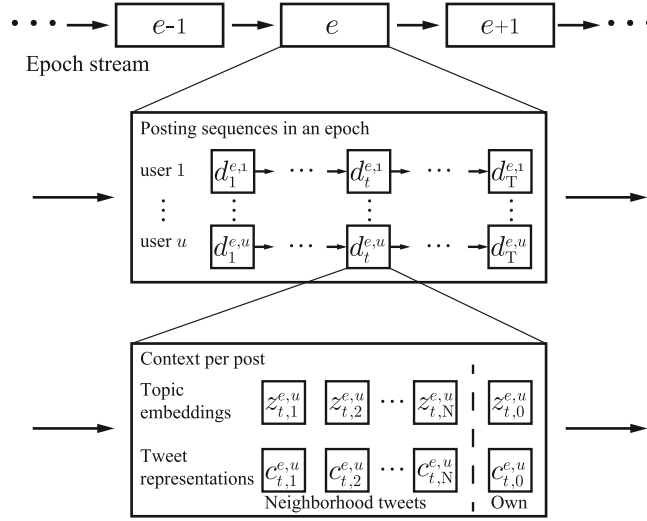 ··· e-1 e e+1 ···
Epoch stream
Posting sequences in an epoch
user 1 d_1^{e,1} ··· d_t^{e,1} ··· d_T^{e,1}
user u d_1^{e,u} ··· d_t^{e,u} ··· d_T^{e,u}
Context per post
Topic
embeddings z_{t,1}^{e,u} z_{t,2}^{e,u} ··· z_{t,N}^{e,u} z_{t,0}^{e,u}
Tweet
representations c_{t,1}^{e,u} c_{t,2}^{e,u} ··· c_{t,N}^{e,u} c_{t,0}^{e,u}
Neighborhood tweets Own